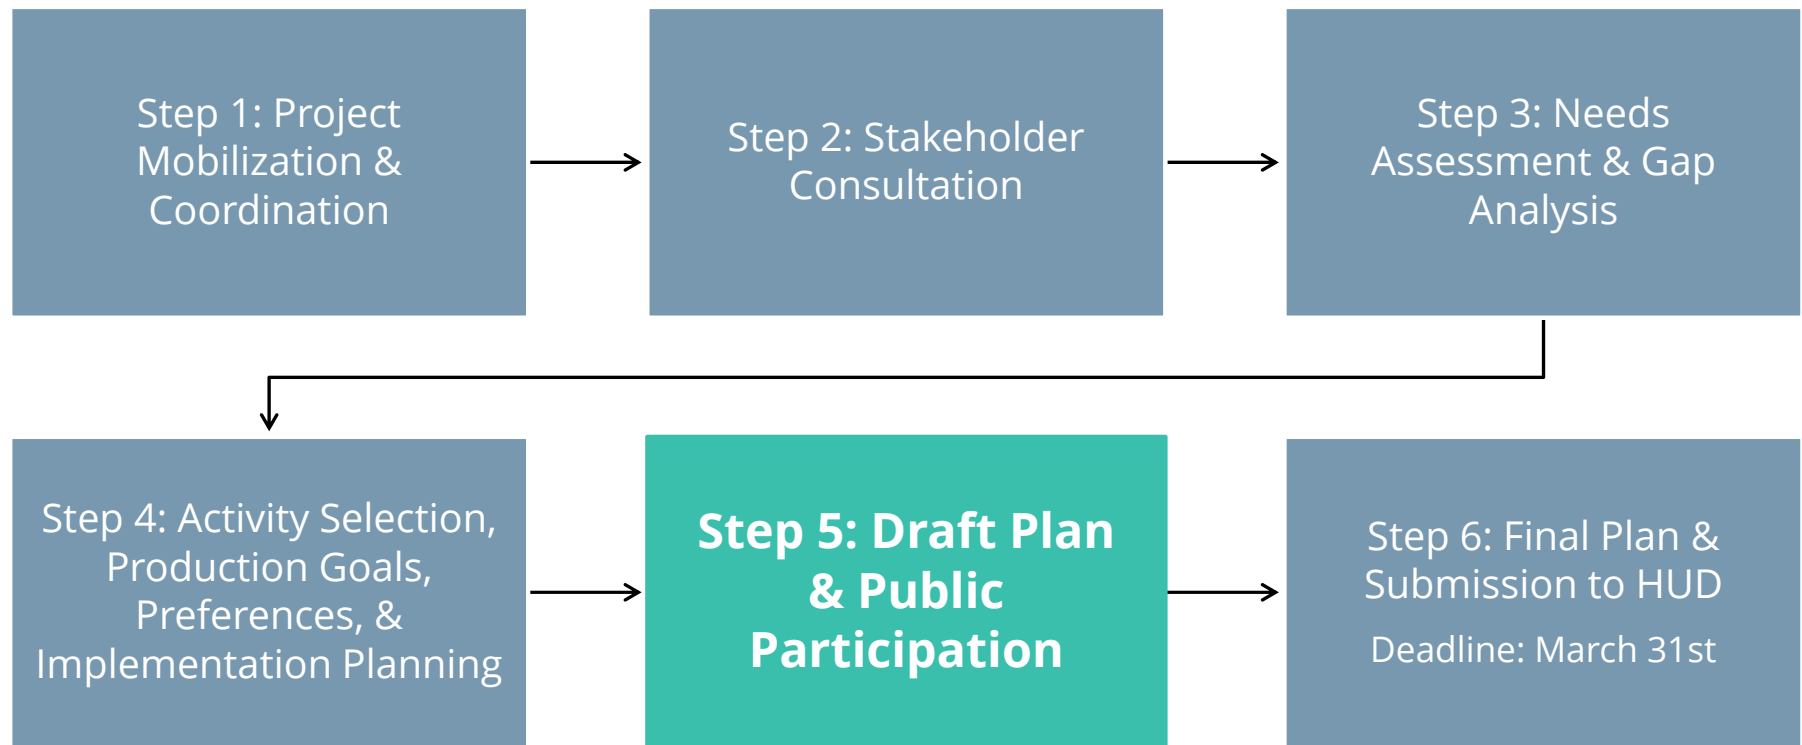 Step 1: Project
Mobilization &
Coordination
Step 2: Stakeholder
Consultation
Step 3: Needs
Assessment & Gap
Analysis
Step 4: Activity Selection,
Production Goals,
Preferences, &
Implementation Planning
Step 5: Draft Plan
& Public
Participation
Step 6: Final Plan &
Submission to HUD
Deadline: March 31st